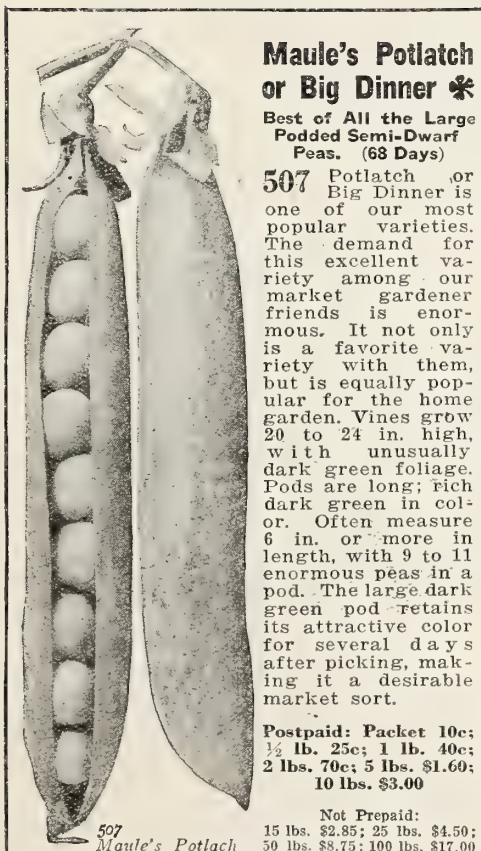 Maule's Potlatch
or Big Dinner ✻
Best of All the Large
Podded Semi-Dwarf
Peas. (68 Days)
507 Potlatch or
Big Dinner is
one of our most
popular varieties.
The demand for
this excellent va-
riety among our
market gardener
friends is enor-
mous. It not only
is a favorite va-
riety with them,
but is equally pop-
ular for the home
garden. Vines grow
20 to 24 in. high,
with unusually
dark green foliage.
Pods are long; rich
dark green in col-
or. Often measure
6 in. or more in
length, with 9 to 11
enormous peas in a
pod. The large dark
green pod retains
its attractive color
for several days
after picking, mak-
ing it a desirable
market sort.
Postpaid: Packet 10c;
½ lb. 25c; 1 lb. 40c;
2 lbs. 70c; 5 lbs. $1.60;
10 lbs. $3.00
Not Prepaid:
15 lbs. $2.85; 25 lbs. $4.50;
50 lbs. $8.75; 100 lbs. $17.00
507
Maule's Potlach